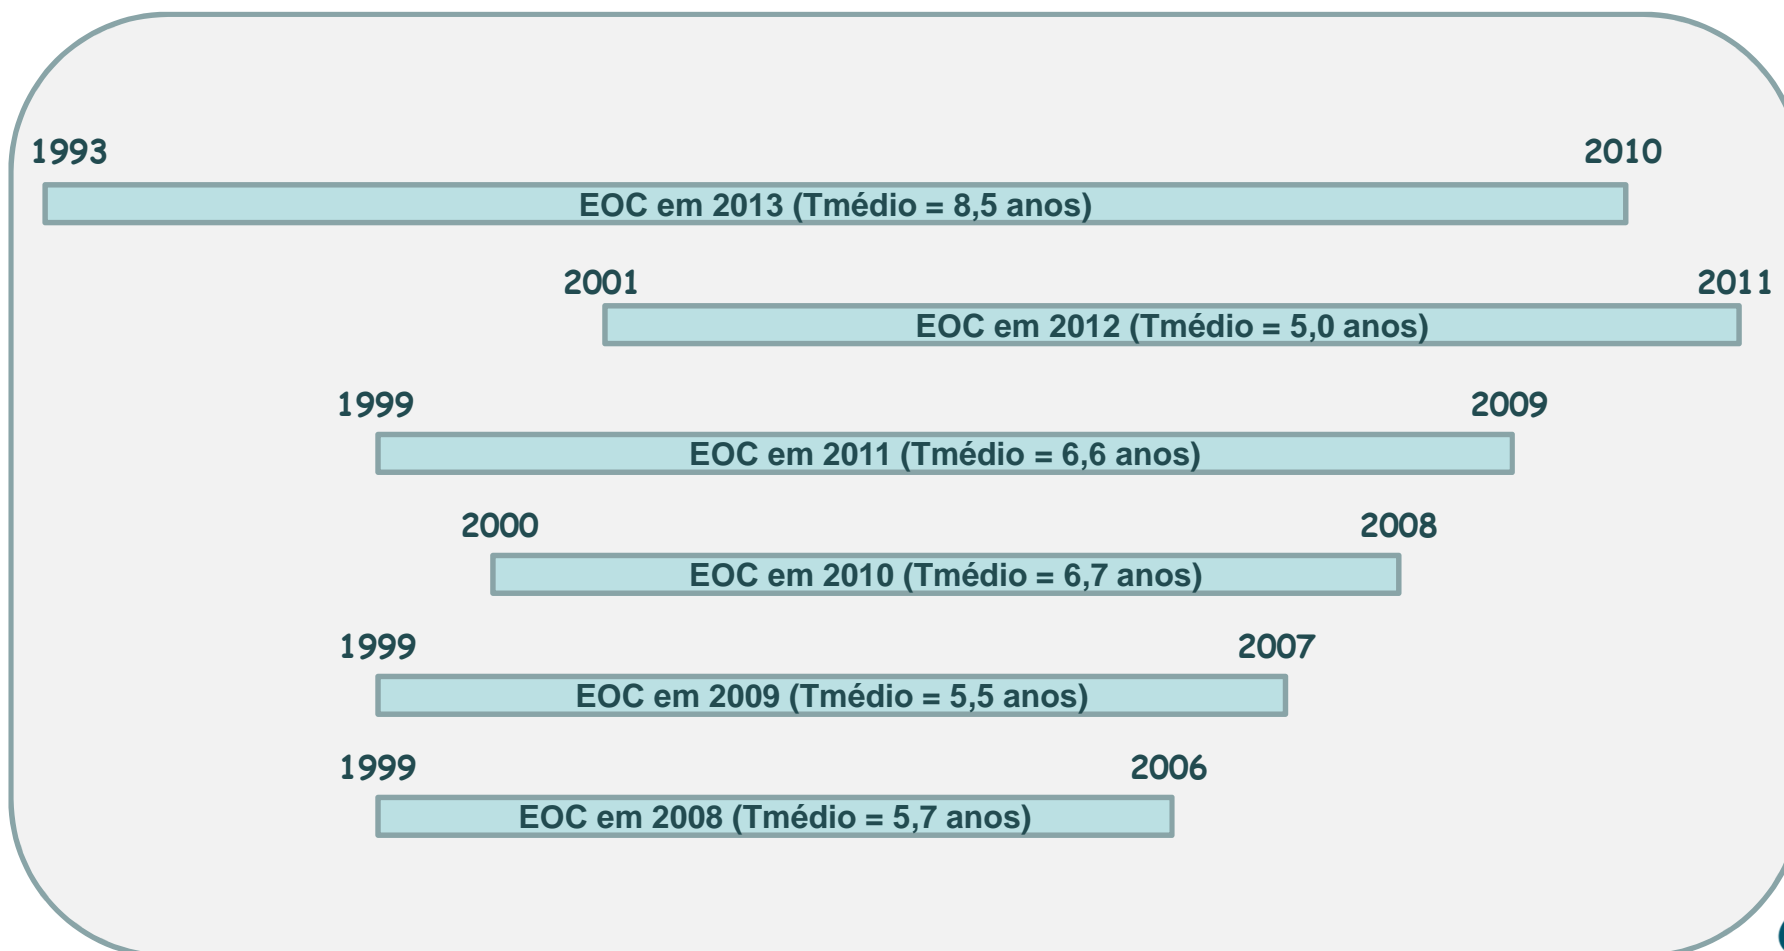 1993 2010
EOC em 2013 (Tmédio = 8,5 anos)
2001 2011
EOC em 2012 (Tmédio = 5,0 anos)
1999 2009
EOC em 2011 (Tmédio = 6,6 anos)
2000 2008
EOC em 2010 (Tmédio = 6,7 anos)
1999 2007
EOC em 2009 (Tmédio = 5,5 anos)
1999 2006
EOC em 2008 (Tmédio = 5,7 anos)